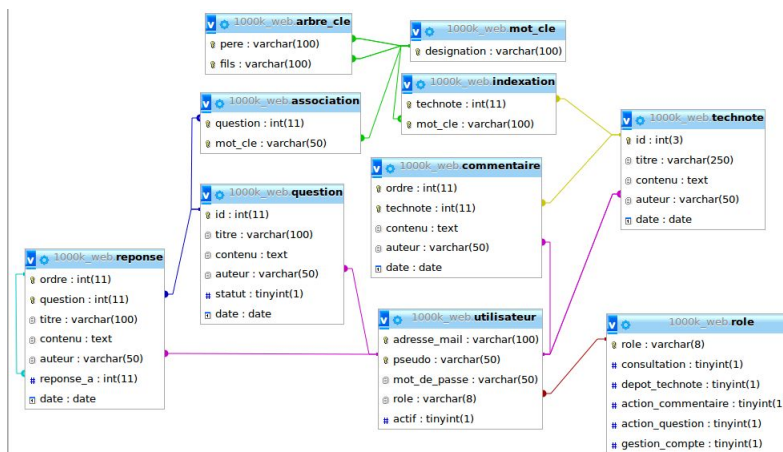 1000k_web.arbre_cle
pere : varchar(100)
fils : varchar(100)
1000k_web.mot_cle
designation : varchar(100)
1000k_web.association
question : int(11)
mot_cle : varchar(50)
1000k_web.indexation
technote : int(11)
mot_cle : varchar(100)
1000k_web.technote
id : int(3)
titre : varchar(250)
contenu : text
auteur : varchar(50)
date : date
1000k_web.question
id : int(11)
titre : varchar(100)
contenu : text
auteur : varchar(50)
statut : tinyint(1)
date : date
1000k_web.commentaire
ordre : int(11)
technote : int(11)
contenu : text
auteur : varchar(50)
date : date
1000k_web.reponse
ordre : int(11)
question : int(11)
titre : varchar(100)
contenu : text
auteur : varchar(50)
reponse_a : int(11)
date : date
1000k_web.utilisateur
adresse_mail : varchar(100)
pseudo : varchar(50)
mot_de_passe : varchar(50)
role : varchar(8)
actif : tinyint(1)
1000k_web.role
role : varchar(8)
consultation : tinyint(1)
depot_technote : tinyint(1)
action_commentaire : tinyint(1)
action_question : tinyint(1)
gestion_compte : tinyint(1)